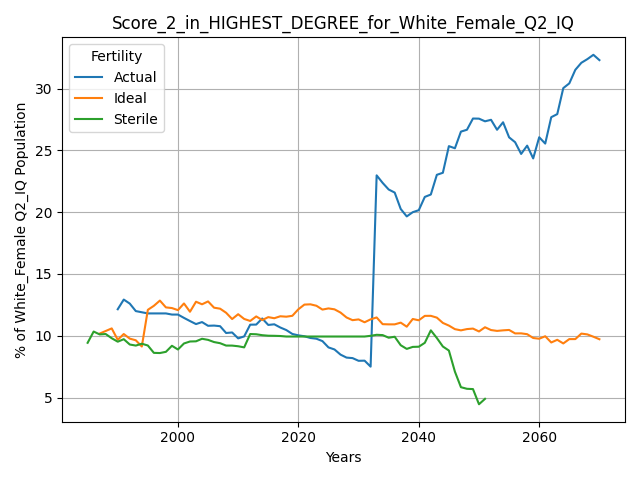 Score_2_in_HIGHEST_DEGREE_for_White_Female_Q2_IQ
Fertility
Actual
Ideal
Sterile
% of White_Female Q2_IQ Population
30
25
20
15
10
5
2000
2020
2040
2060
Years